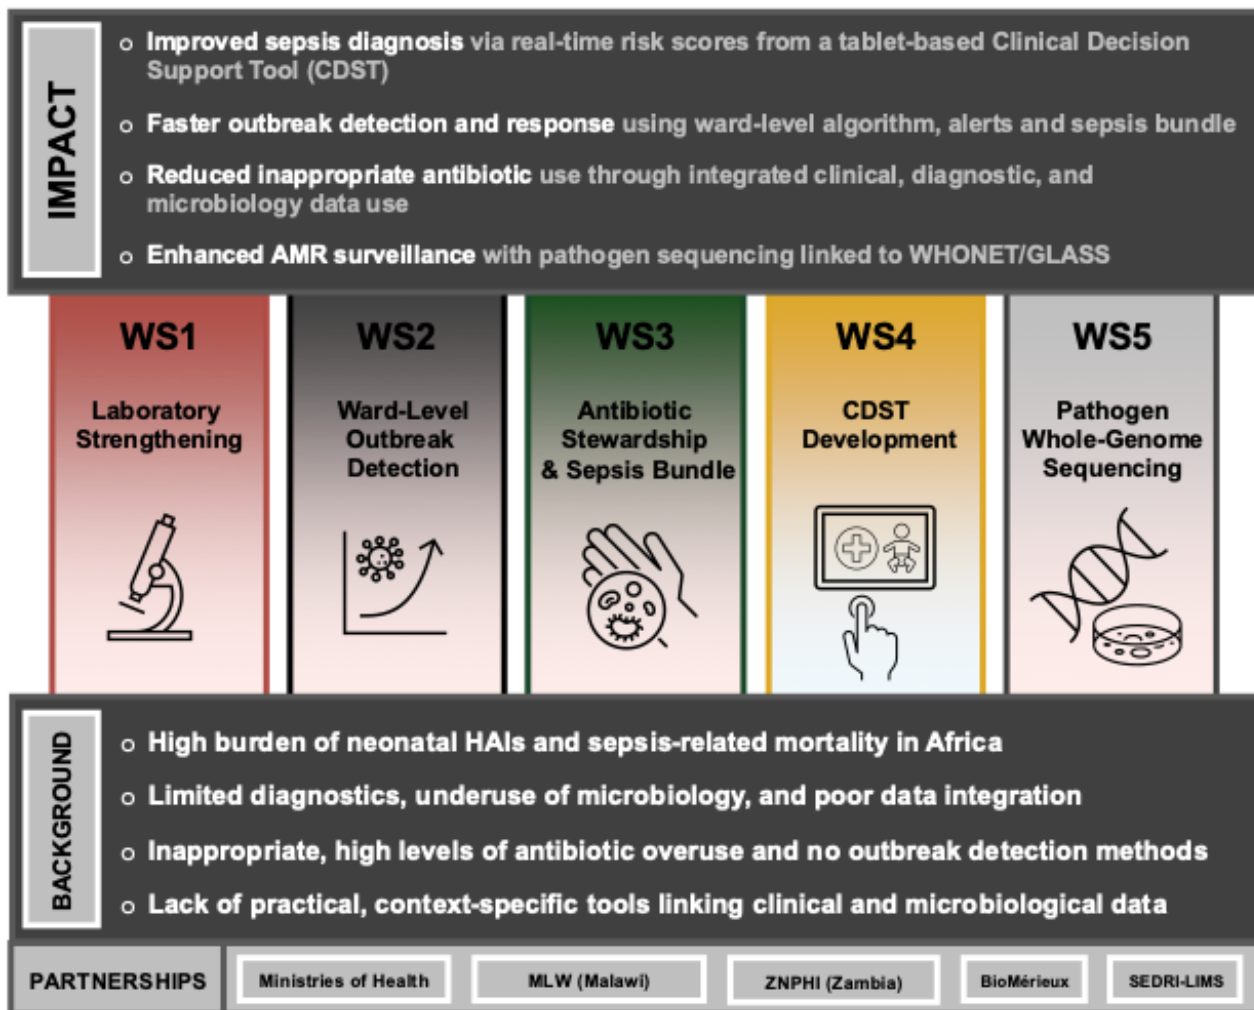 IMPACT
○ Improved sepsis diagnosis via real-time risk scores from a tablet-based Clinical Decision
Support Tool (CDST)
○ Faster outbreak detection and response using ward-level algorithm, alerts and sepsis bundle
○ Reduced inappropriate antibiotic use through integrated clinical, diagnostic, and
microbiology data use
○ Enhanced AMR surveillance with pathogen sequencing linked to WHONET/GLASS
WS1
Laboratory
Strengthening
WS2
Ward-Level
Outbreak
Detection
WS3
Antibiotic
Stewardship
& Sepsis Bundle
WS4
CDST
Development
WS5
Pathogen
Whole-Genome
Sequencing
BACKGROUND
○ High burden of neonatal HAIs and sepsis-related mortality in Africa
○ Limited diagnostics, underuse of microbiology, and poor data integration
○ Inappropriate, high levels of antibiotic overuse and no outbreak detection methods
○ Lack of practical, context-specific tools linking clinical and microbiological data
PARTNERSHIPS
Ministries of Health
MLW (Malawi)
ZNPHI (Zambia)
BioMérieux
SEDRI-LIMS